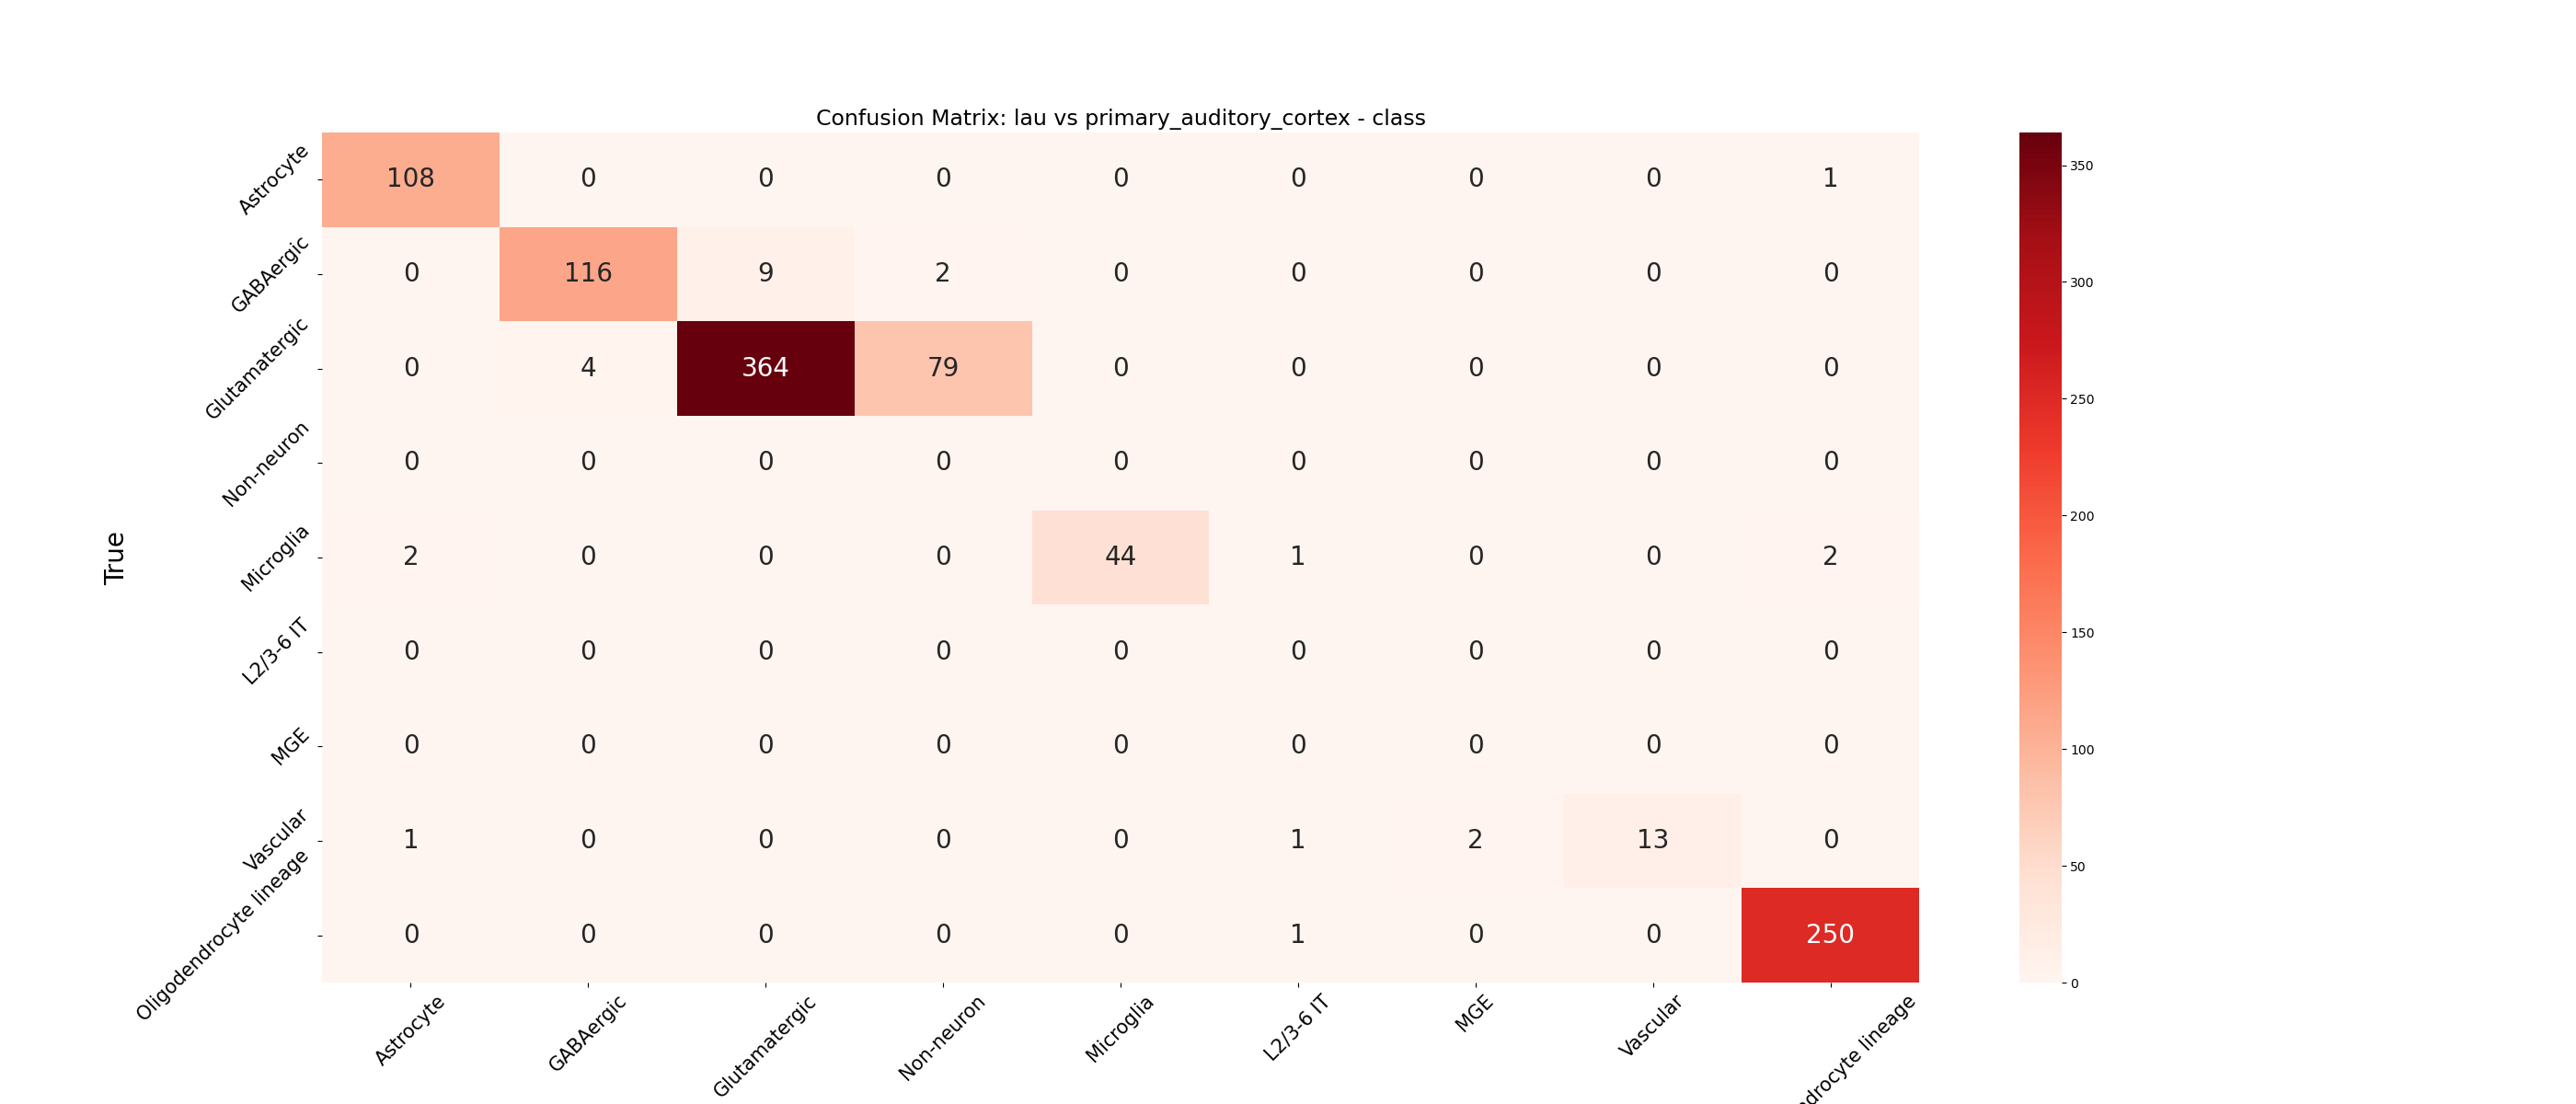 Confusion Matrix: lau vs primary_auditory_cortex - class
True
Astrocyte 108 0 0 0 0 0 0 0 1
GABAergic 0 116 9 2 0 0 0 0 0
Glutamatergic 0 4 364 79 0 0 0 0 0
Non-neuron 0 0 0 0 0 0 0 0 0
Microglia 2 0 0 0 44 1 0 0 2
L2/3-6 IT 0 0 0 0 0 0 0 0 0
MGE 0 0 0 0 0 0 0 0 0
Vascular 1 0 0 0 0 1 2 13 0
Oligodendrocyte lineage 0 0 0 0 0 1 0 0 250
Astrocyte GABAergic Glutamatergic Non-neuron Microglia L2/3-6 IT MGE Vascular ndrocyte lineage
350
300
250
200
150
100
50
0